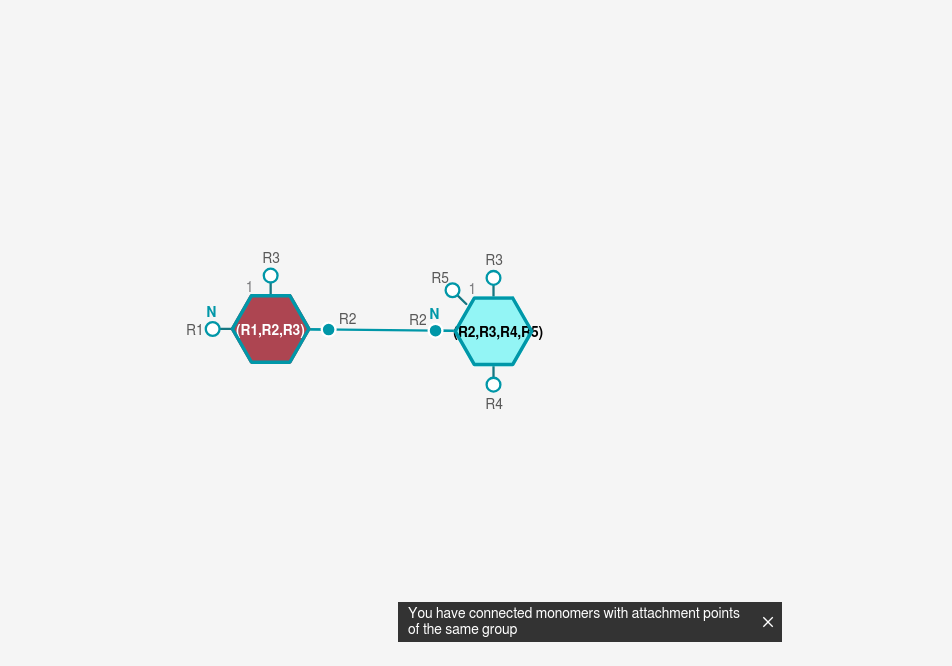 R3
1
N
R1
(R1,R2,R3)
R2
R3
R5
1
R2
N
(R2,R3,R4,R5)
R4
You have connected monomers with attachment points
of the same group